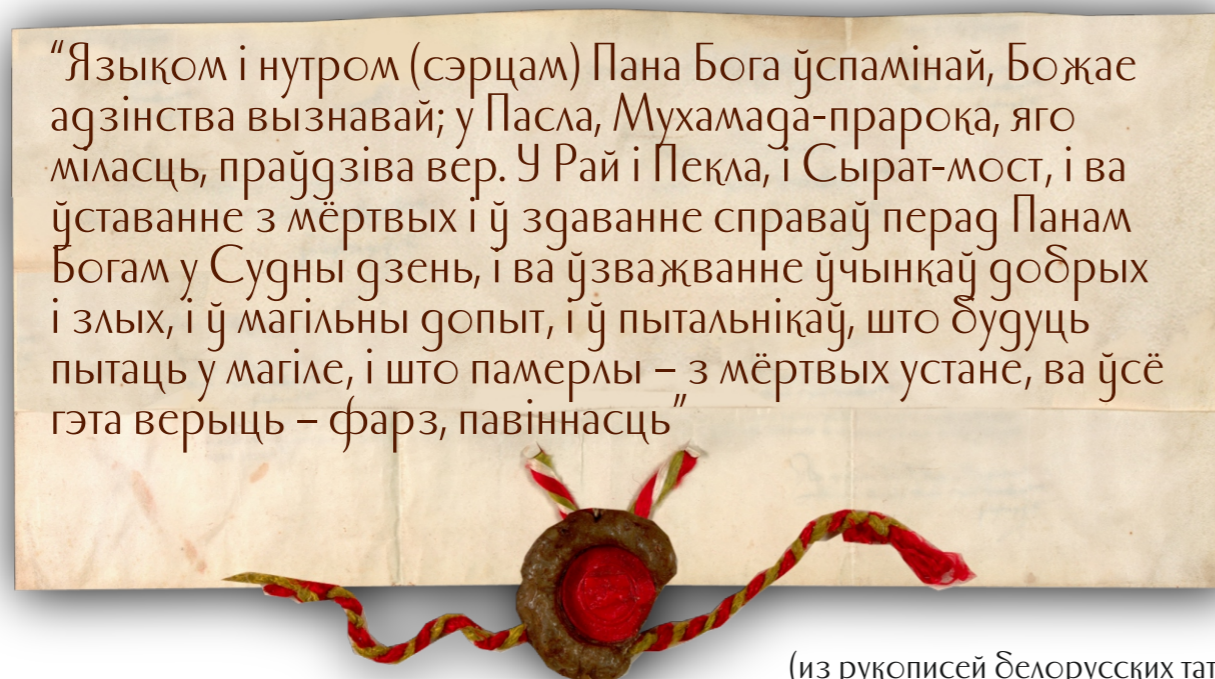 “Языком і нутром (сэрцам) Пана Бога ўспамінай, Божае
адзінства вызнавай; у Пасла, Мухамада-прарока, яго
міласць, праўдзіва вер. У Рай і Пекла, і Сырат-мост, і ва
ўставанне з мёртвых і ў здаванне справаў перад Панам
Богам у Судны дзень, і ва ўзважванне ўчынкаў добрых
і злых, і ў магільны допыт, і ў пытальнікаў, што будуць
пытаць у магіле, і што памерлы – з мёртвых устане, ва ўсё
гэта верыць – фарз, павіннасць”
(из рукописей белорусских